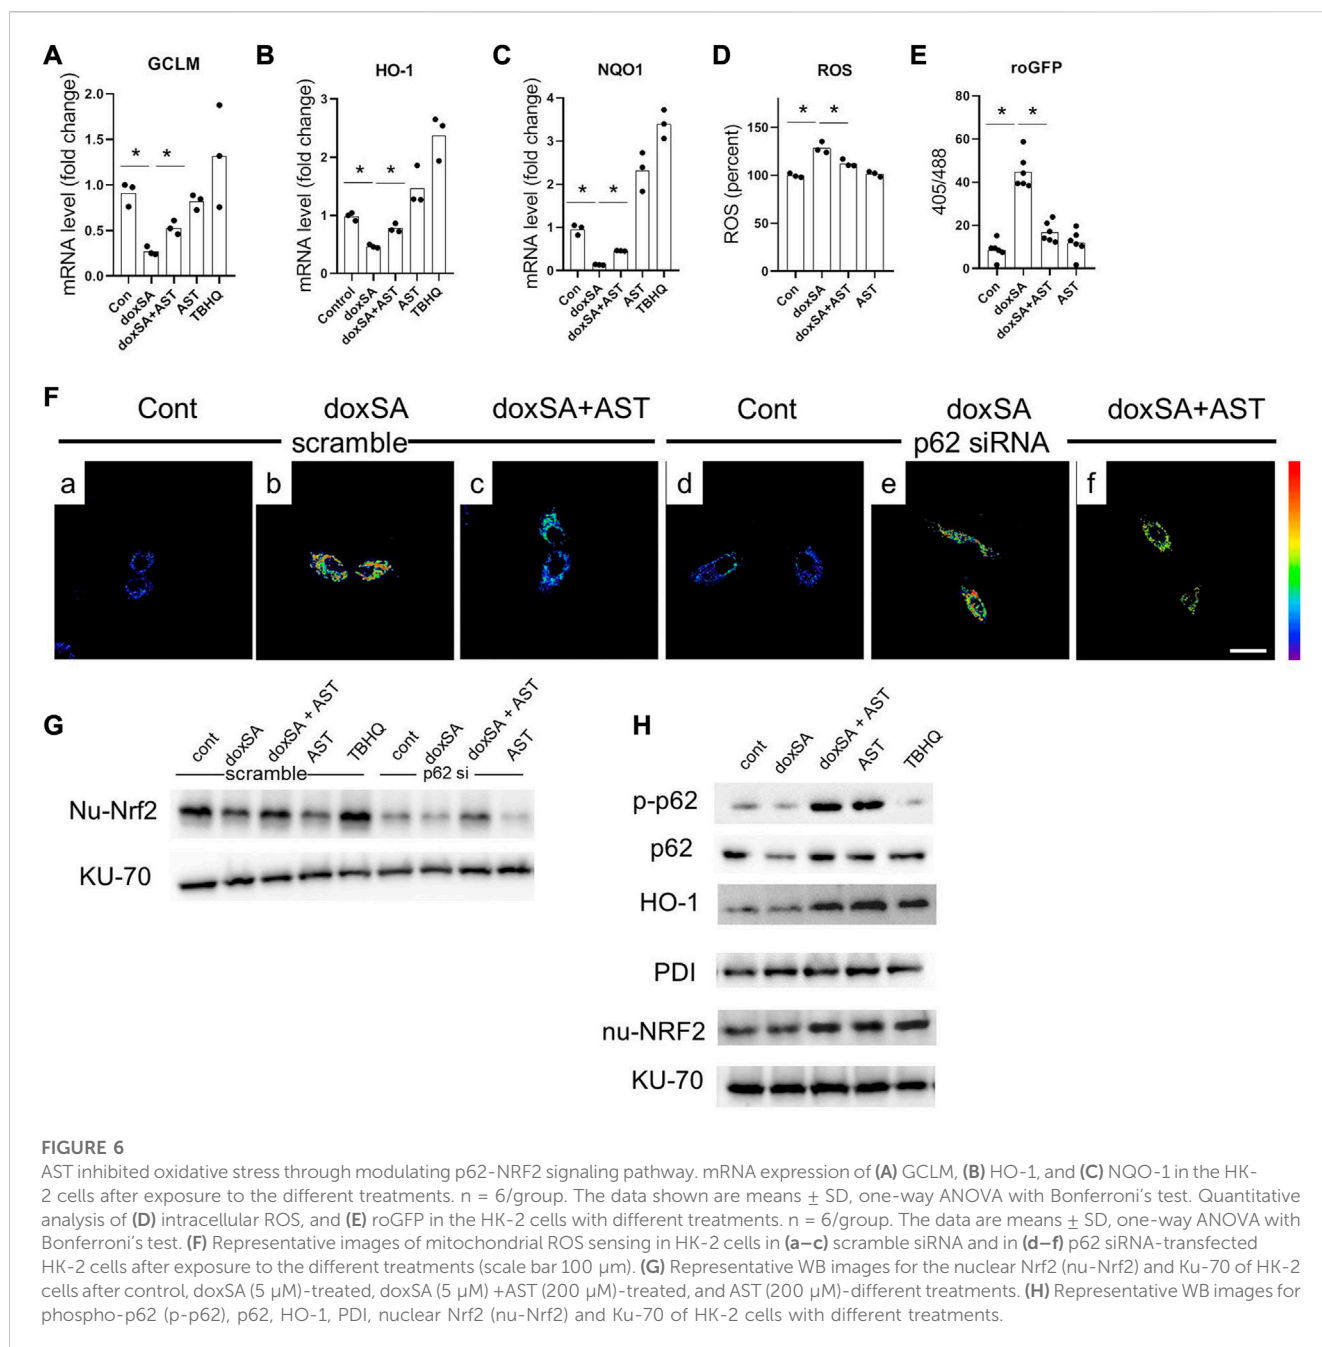 A
GCLM
mRNA level (fold change)
2.0
1.5
1.0
0.5
0.0
*
*
Con
doxSA
doxSA+AST
AST
TBHQ
B
HO-1
mRNA level (fold change)
3
2
1
0
*
*
Control
doxSA
doxSA+AST
AST
TBHQ
C
NQO1
mRNA level (fold change)
4
3
2
1
0
*
*
Con
doxSA
doxSA+AST
AST
TBHQ
D
ROS
ROS (percent)
150
100
50
0
*
*
Con
doxSA
doxSA+AST
AST
E
roGFP
405/488
80
60
40
20
0
*
*
Con
doxSA
doxSA+AST
AST
F
Cont
doxSA
doxSA+AST
Cont
doxSA
doxSA+AST
scramble
p62 siRNA
a
b
c
d
e
f
G
cont
doxSA
doxSA + AST
AST
TBHQ
cont
doxSA
doxSA + AST
AST
scramble
p62 si
Nu-Nrf2
KU-70
H
cont
doxSA
doxSA + AST
AST
TBHQ
p-p62
p62
HO-1
PDI
nu-NRF2
KU-70
FIGURE 6
AST inhibited oxidative stress through modulating p62-NRF2 signaling pathway. mRNA expression of (A) GCLM, (B) HO-1, and (C) NQO-1 in the HK-
2 cells after exposure to the different treatments. n = 6/group. The data shown are means ± SD, one-way ANOVA with Bonferroni's test. Quantitative
analysis of (D) intracellular ROS, and (E) roGFP in the HK-2 cells with different treatments. n = 6/group. The data are means ± SD, one-way ANOVA with
Bonferroni's test. (F) Representative images of mitochondrial ROS sensing in HK-2 cells in (a–c) scramble siRNA and in (d–f) p62 siRNA-transfected
HK-2 cells after exposure to the different treatments (scale bar 100 μm). (G) Representative WB images for the nuclear Nrf2 (nu-Nrf2) and Ku-70 of HK-2
cells after control, doxSA (5 μM)-treated, doxSA (5 μM) +AST (200 μM)-treated, and AST (200 μM)-different treatments. (H) Representative WB images for
phospho-p62 (p-p62), p62, HO-1, PDI, nuclear Nrf2 (nu-Nrf2) and Ku-70 of HK-2 cells with different treatments.